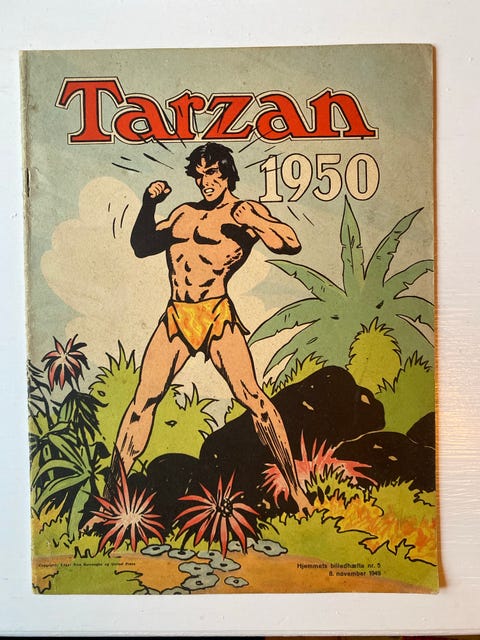 Tarzan
1950
Copyright: Edgar Rice Burroughs og United Press
Hjemmets billedhæfte nr. 5
8. november 1949